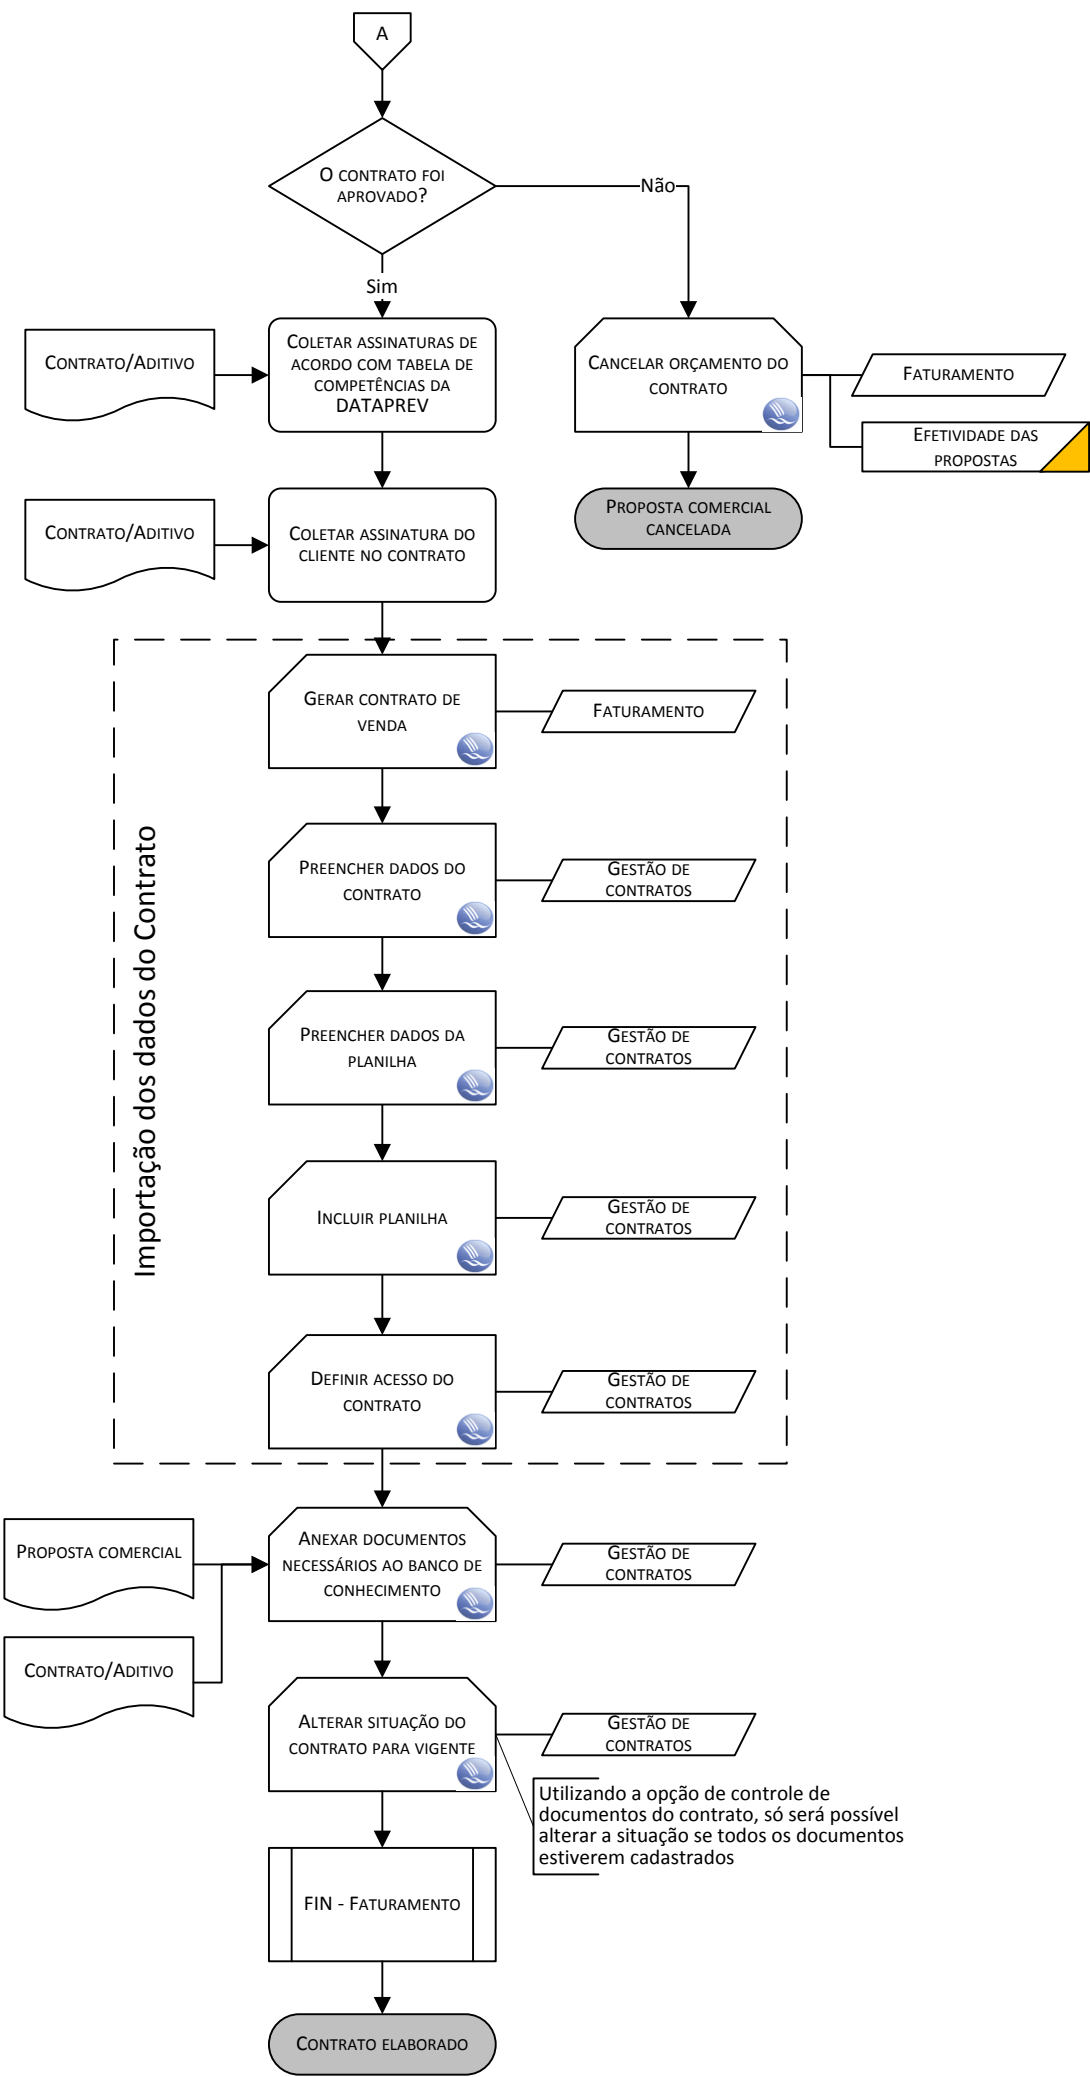 A
O CONTRATO FOI
APROVADO?
Não
Sim
CONTRATO/ADITIVO
COLETAR ASSINATURAS DE
ACORDO COM TABELA DE
COMPETÊNCIAS DA
DATAPREV
CANCELAR ORÇAMENTO DO
CONTRATO
FATURAMENTO
EFETIVIDADE DAS
PROPOSTAS
CONTRATO/ADITIVO
COLETAR ASSINATURA DO
CLIENTE NO CONTRATO
PROPOSTA COMERCIAL
CANCELADA
Importação dos dados do Contrato
GERAR CONTRATO DE
VENDA
FATURAMENTO
PREENCHER DADOS DO
CONTRATO
GESTÃO DE
CONTRATOS
PREENCHER DADOS DA
PLANILHA
GESTÃO DE
CONTRATOS
INCLUIR PLANILHA
GESTÃO DE
CONTRATOS
DEFINIR ACESSO DO
CONTRATO
GESTÃO DE
CONTRATOS
PROPOSTA COMERCIAL
ANEXAR DOCUMENTOS
NECESSÁRIOS AO BANCO DE
CONHECIMENTO
GESTÃO DE
CONTRATOS
CONTRATO/ADITIVO
ALTERAR SITUAÇÃO DO
CONTRATO PARA VIGENTE
GESTÃO DE
CONTRATOS
Utilizando a opção de controle de
documentos do contrato, só será possível
alterar a situação se todos os documentos
estiverem cadastrados
FIN - FATURAMENTO
CONTRATO ELABORADO